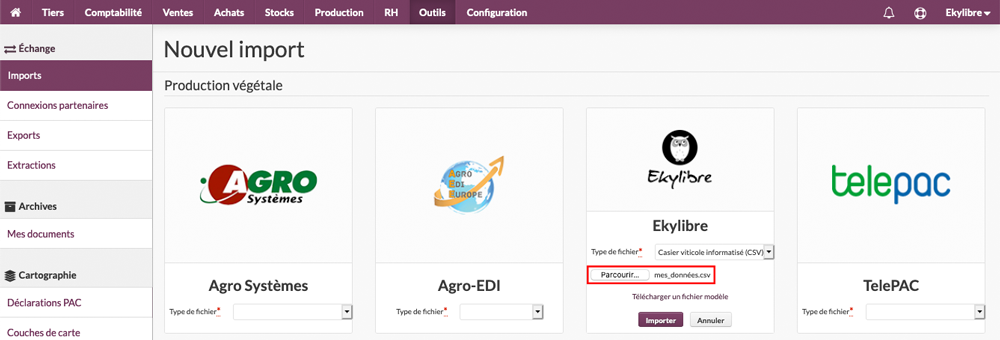 Tiers Comptabilité Ventes Achats Stocks Production RH Outils Configuration Ekylibre
Échange
Imports
Connexions partenaires
Exports
Extractions
Archives
Mes documents
Cartographie
Déclarations PAC
Couches de carte
Nouvel import
Production végétale
AGRO
Systèmes
Agro Systèmes
Type de fichier*
AGRO
EDI
EUROPE
Agro-EDI
Type de fichier*
Ekylibre
Ekylibre
Type de fichier* Casier viticole informatisé (CSV)
Parcourir... mes_données.csv
Télécharger un fichier modèle
Importer Annuler
telepac
TelePAC
Type de fichier*